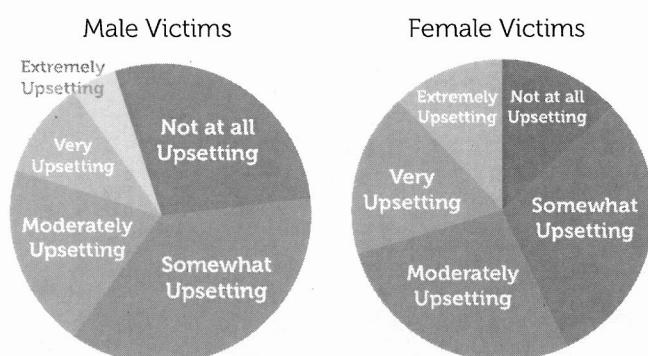 Male Victims
Extremely
Upsetting
Not at all
Upsetting
Very
Upsetting
Moderately
Upsetting
Somewhat
Upsetting
Female Victims
Extremely
Upsetting
Not at all
Upsetting
Very
Upsetting
Somewhat
Upsetting
Moderately
Upsetting